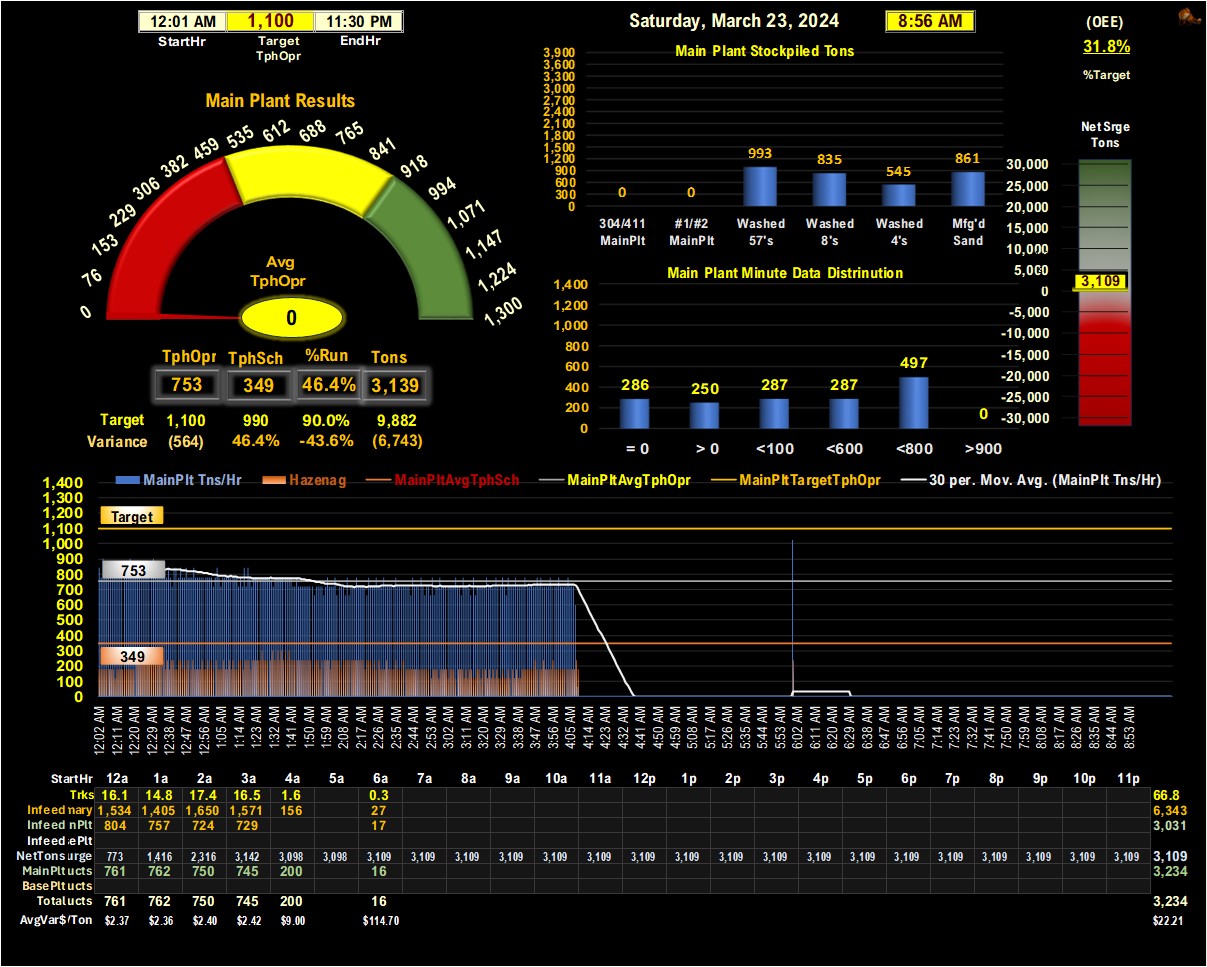 12:01 AM 1,100 11:30 PM
StartHr Target EndHr
TphOpr
Saturday, March 23, 2024 8:56 AM
(OEE)
31.8%
%Target
Main Plant Results
0 76 153 229 306 382 459 535 612 688 765 841 918 994 1,071 1,147 1,224 1,300
Avg
TphOpr
0
TphOpr TphSch %Run Tons
753 349 46.4% 3,139
Target 1,100 990 90.0% 9,882
Variance (564) 46.4% -43.6% (6,743)
Main Plant Stockpiled Tons
3,900
3,600
3,300
3,000
2,700
2,400
2,100
1,800
1,500
1,200
900
600
300
0
0 0 993 835 545 861
304/411 #1/#2 Washed Washed Washed Mfg'd
MainPlt MainPlt 57's 8's 4's Sand
Main Plant Minute Data Distrinution
1,400
1,200
1,000
800
600
400
200
0
286 250 287 287 497 0
= 0 > 0 <100 <600 <800 >900
Net Srge
Tons
30,000
25,000
20,000
15,000
10,000
5,000
0
-5,000
-10,000
-15,000
-20,000
-25,000
-30,000
3,109
MainPlt Tns/Hr Hazenag MainPltAvgTphSch MainPltAvgTphOpr MainPltTargetTphOpr 30 per. Mov. Avg. (MainPlt Tns/Hr)
1,400
1,300
1,200
1,100
1,000
900
800
700
600
500
400
300
200
100
0
Target
753
349
12:02 AM 12:11 AM 12:20 AM 12:29 AM 12:38 AM 12:47 AM 12:56 AM 1:05 AM 1:14 AM 1:23 AM 1:32 AM 1:41 AM 1:50 AM 1:59 AM 2:08 AM 2:17 AM 2:26 AM 2:35 AM 2:44 AM 2:53 AM 3:02 AM 3:11 AM 3:20 AM 3:29 AM 3:38 AM 3:47 AM 3:56 AM 4:05 AM 4:14 AM 4:23 AM 4:32 AM 4:41 AM 4:50 AM 4:59 AM 5:08 AM 5:17 AM 5:26 AM 5:35 AM 5:44 AM 5:53 AM 6:02 AM 6:11 AM 6:20 AM 6:29 AM 6:38 AM 6:47 AM 6:56 AM 7:05 AM 7:14 AM 7:23 AM 7:32 AM 7:41 AM 7:50 AM 7:59 AM 8:08 AM 8:17 AM 8:26 AM 8:35 AM 8:44 AM 8:53 AM
StartHr 12a 1a 2a 3a 4a 5a 6a 7a 8a 9a 10a 11a 12p 1p 2p 3p 4p 5p 6p 7p 8p 9p 10p 11p
Trks 16.1 14.8 17.4 16.5 1.6 0.3 66.8
Infeed nary 1,534 1,405 1,650 1,571 156 27 6,343
Infeed nPlt 804 757 724 729 17 3,031
Infeed ePlt
NetTons urge 773 1,416 2,316 3,142 3,098 3,098 3,109 3,109 3,109 3,109 3,109 3,109 3,109 3,109 3,109 3,109 3,109 3,109 3,109 3,109 3,109 3,109 3,109 3,109 3,109
MainPlt ucts 761 762 750 745 200 16 3,234
BasePlt ucts
Total ucts 761 762 750 745 200 16 3,234
AvgVar$/Ton $2.37 $2.36 $2.40 $2.42 $9.00 $114.70 $22.21